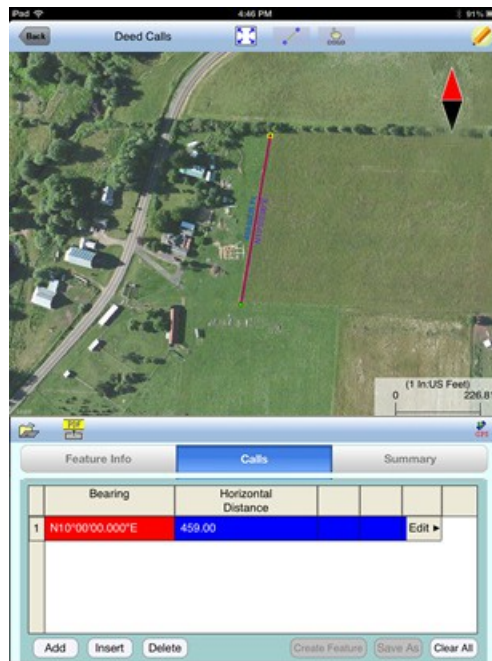 iPad 4:46 PM 91%
Back Deed Calls
COGO
(1 In:US Feet)
0 226.8
PDF
GPS
Feature Info Calls Summary
Bearing Horizontal Distance
1 N10°00'00.000"E 459.00 Edit ▸
Add Insert Delete Create Feature Save As Clear All